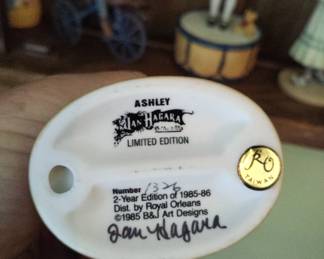 ASHLEY
JAN HAGARA
LIMITED EDITION
Number 1326
2-Year Edition of 1985-86
Dist. by Royal Orleans
©1985 B&J Art Designs
Jan Hagara
RO
TAIWAN